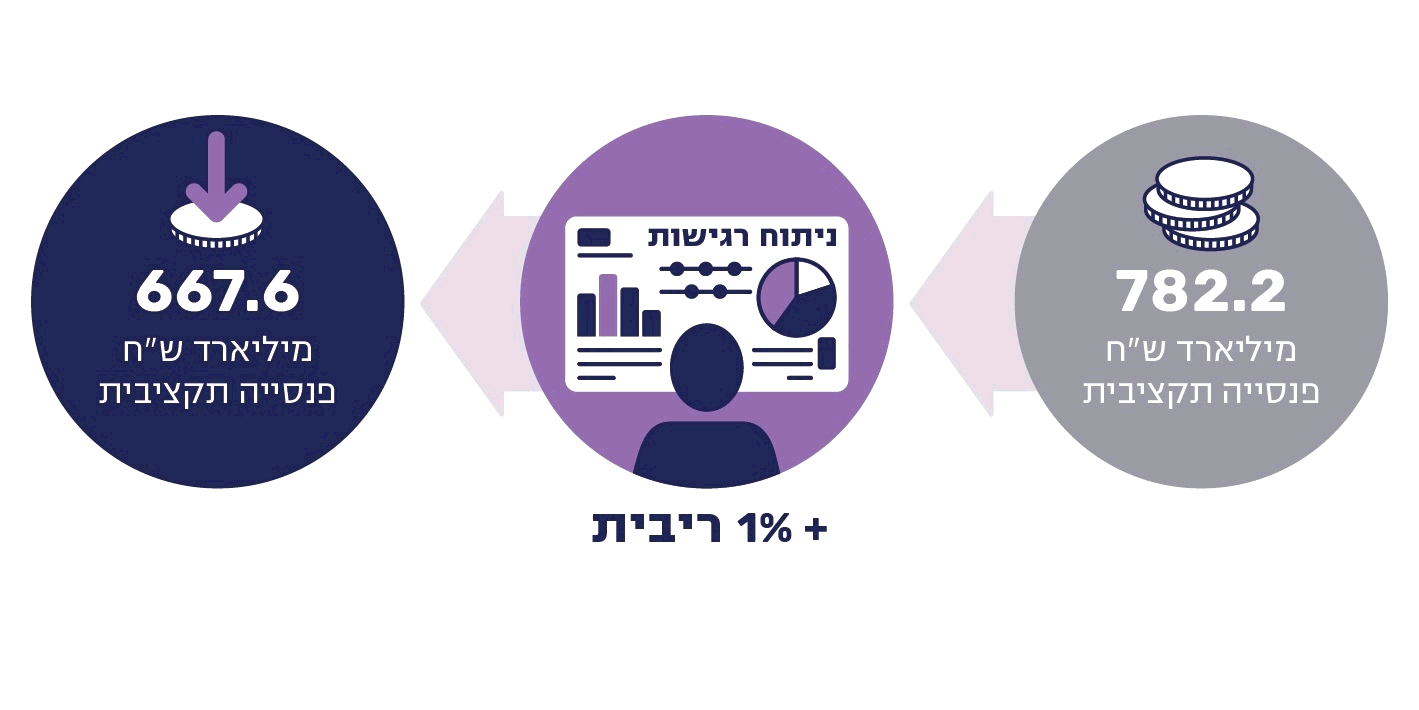 782.2
מיליארד ש"ח
פנסייה תקציבית
ניתוח רגישות
+ 1% ריבית
667.6
מיליארד ש"ח
פנסייה תקציבית